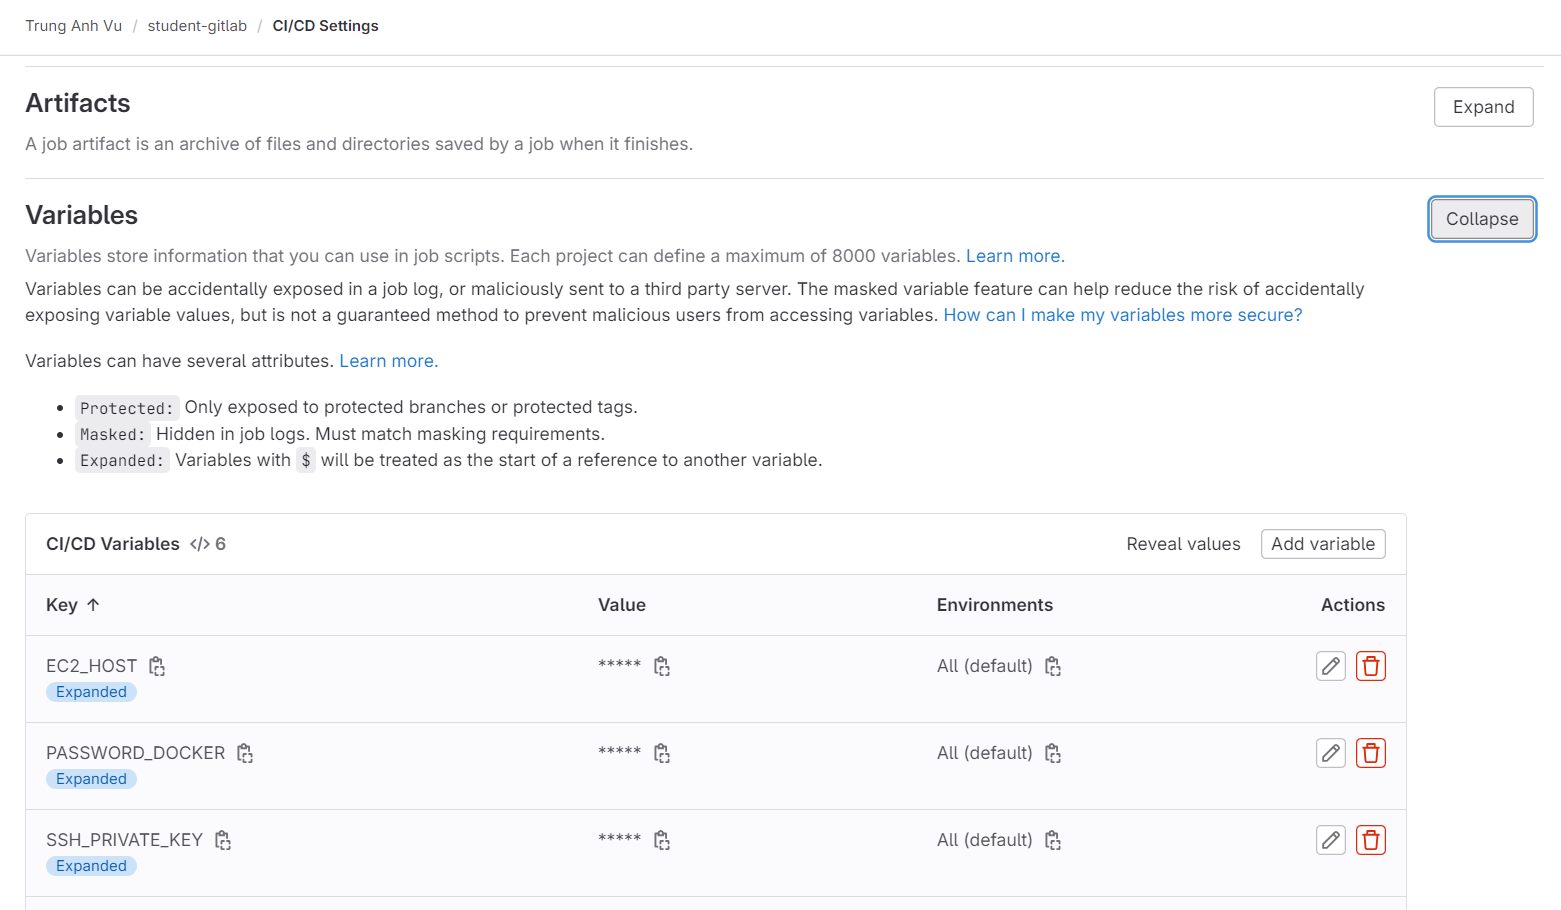 Trung Anh Vu / student-gitlab / CI/CD Settings
Artifacts
Expand
A job artifact is an archive of files and directories saved by a job when it finishes.
Variables
Collapse
Variables store information that you can use in job scripts. Each project can define a maximum of 8000 variables. Learn more.
Variables can be accidentally exposed in a job log, or maliciously sent to a third party server. The masked variable feature can help reduce the risk of accidentally
exposing variable values, but is not a guaranteed method to prevent malicious users from accessing variables. How can I make my variables more secure?
Variables can have several attributes. Learn more.
• Protected: Only exposed to protected branches or protected tags.
• Masked: Hidden in job logs. Must match masking requirements.
• Expanded: Variables with $ will be treated as the start of a reference to another variable.
CI/CD Variables </> 6 Reveal values Add variable
Key ↑ Value Environments Actions
EC2_HOST ***** All (default)
Expanded
PASSWORD_DOCKER ***** All (default)
Expanded
SSH_PRIVATE_KEY ***** All (default)
Expanded